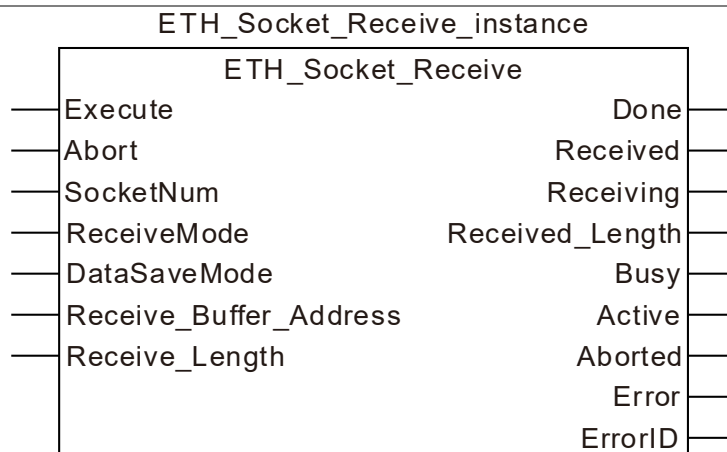 ETH_Socket_Receive_instance
ETH_Socket_Receive
Execute Done
Abort Received
SocketNum Receiving
ReceiveMode Received_Length
DataSaveMode Busy
Receive_Buffer_Address Active
Receive_Length Aborted
Error
ErrorID